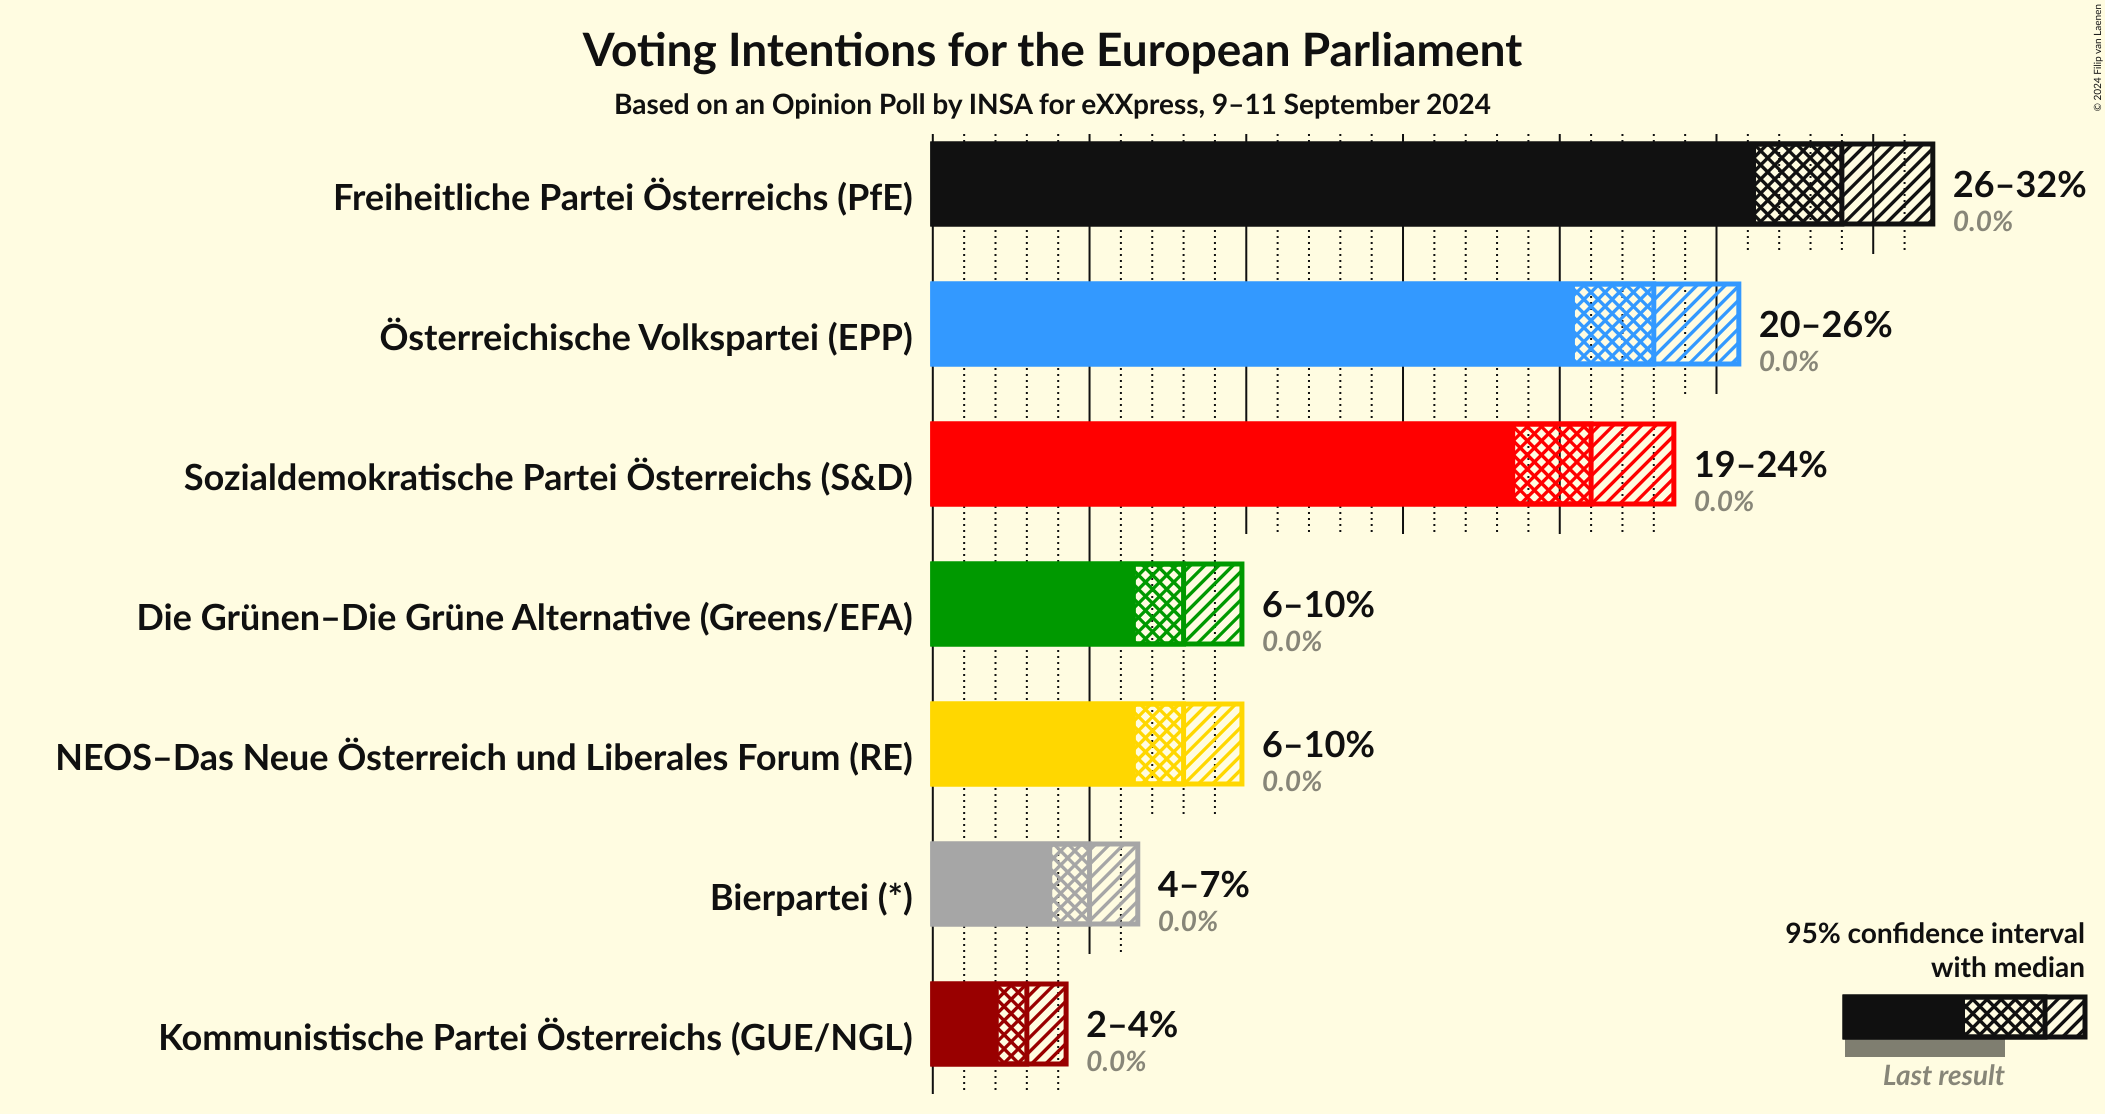 Voting Intentions for the European Parliament
Based on an Opinion Poll by INSA for eXXpress, 9–11 September 2024
© 2024 Filip van Laenen
Freiheitliche Partei Österreichs (PfE)
26–32%
0.0%
Österreichische Volkspartei (EPP)
20–26%
0.0%
Sozialdemokratische Partei Österreichs (S&D)
19–24%
0.0%
Die Grünen–Die Grüne Alternative (Greens/EFA)
6–10%
0.0%
NEOS–Das Neue Österreich und Liberales Forum (RE)
6–10%
0.0%
Bierpartei (*)
4–7%
0.0%
Kommunistische Partei Österreichs (GUE/NGL)
2–4%
0.0%
95% confidence interval
with median
Last result